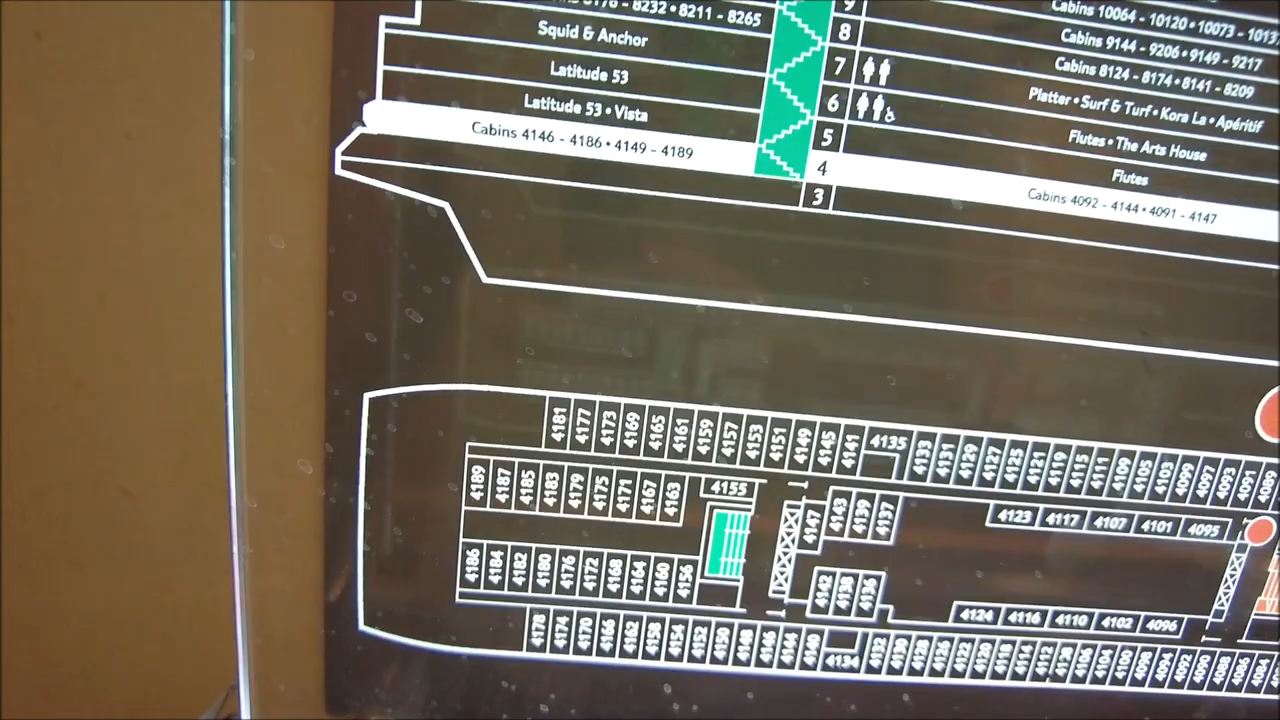 8232 • 8211 - 8265
9
Cabins 10064 - 10120 • 10073 -
Squid & Anchor
8
Cabins 9144 - 9206 • 9149 - 9217
Latitude 53
7
Cabins 8124 - 8174 • 8141 - 8209
Latitude 53 • Vista
6
Platter • Surf & Turf • Kora La • Apéritif
Cabins 4146 - 4186 • 4149 - 4189
5
Flutes • The Arts House
4
Flutes
3
Cabins 4092 - 4144 • 4091 - 4147
4181 4177 4173 4169 4165 4161 4159 4157 4153 4151 4149 4145 4141 4135 4133 4131 4129 4127 4125 4121 4119 4115 4111 4109 4105 4103 4099 4097 4093 4091 4089
4189 4187 4185 4183 4179 4175 4171 4167 4163 4155 4147 4143 4139 4137 4123 4117 4107 4101 4095
4186 4184 4182 4180 4176 4172 4168 4164 4160 4156 4142 4138 4136 4124 4116 4110 4102 4096
4178 4174 4170 4166 4162 4158 4154 4152 4150 4148 4146 4144 4140 4134 4132 4130 4128 4126 4122 4120 4118 4114 4112 4108 4106 4104 4100 4098 4094 4092 4090 4088 4086 4084